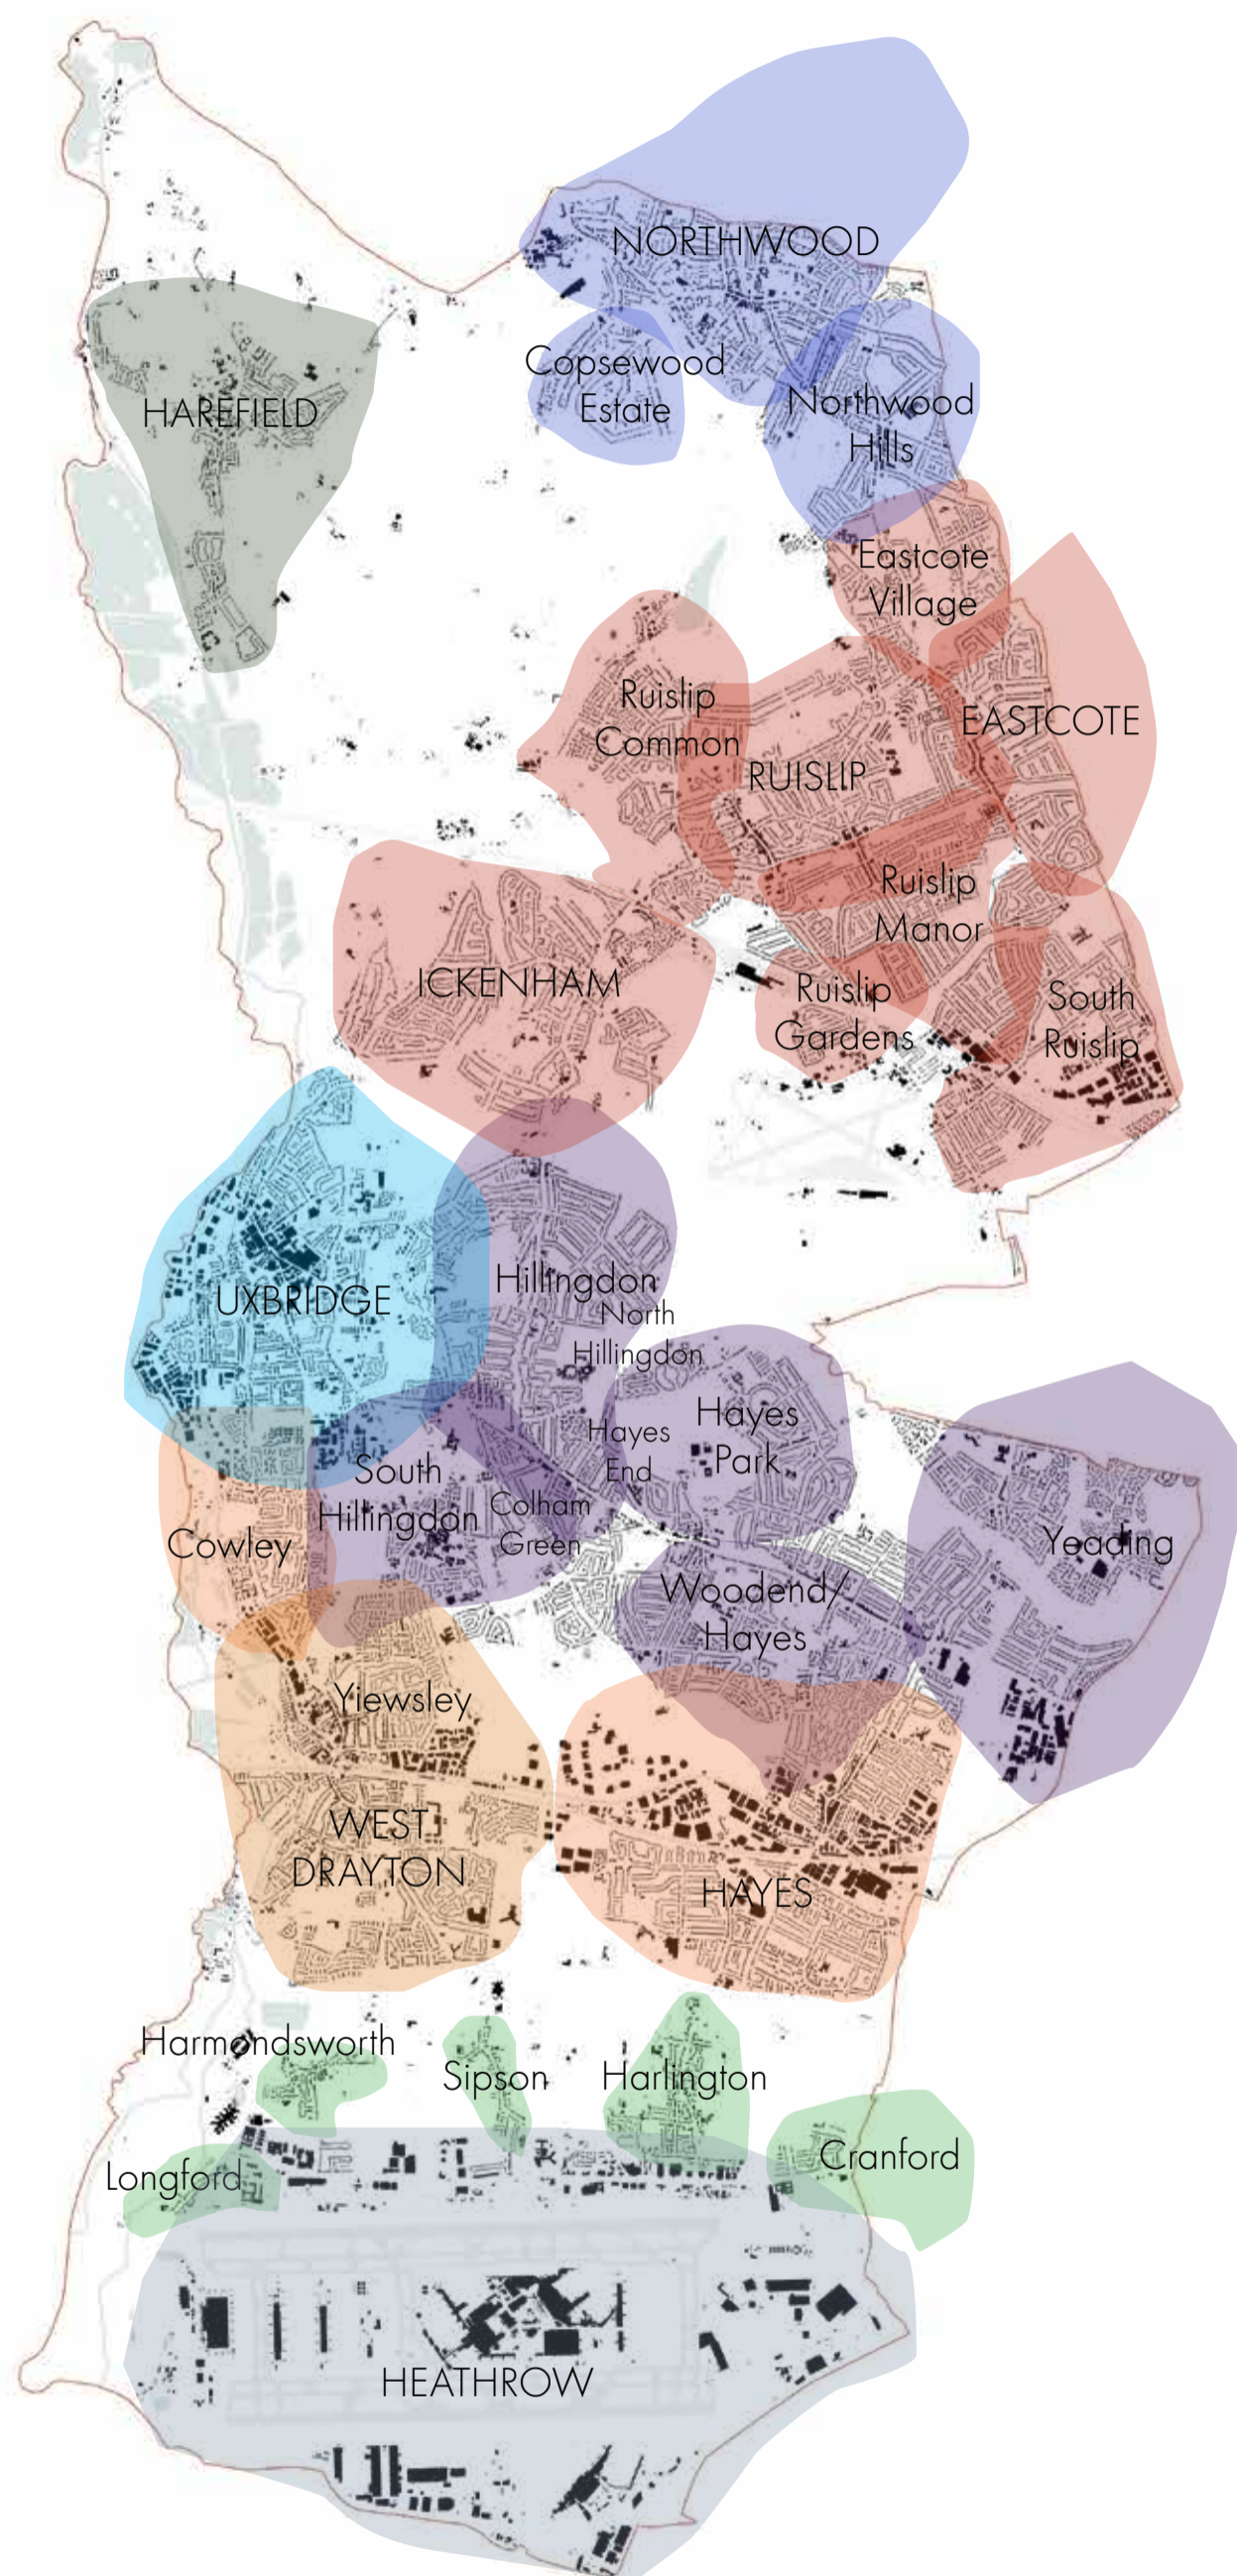 NORTHWOOD
Copsewood
Estate
HAREFIELD
Northwood
Hills
Eastcote
Village
Ruislip
Common
EASTCOTE
RUISLIP
Ruislip
Manor
ICKENHAM
Ruislip
Gardens
South
Ruislip
UXBRIDGE
Hillingdon
North
Hillingdon
Hayes
Park
Hayes
End
South
Hillingdon
Colham
Green
Cowley
Yeading
Woodend/
Hayes
Yiewsley
WEST
DRAYTON
HAYES
Harmondsworth
Sipson
Harlington
Cranford
Longford
HEATHROW